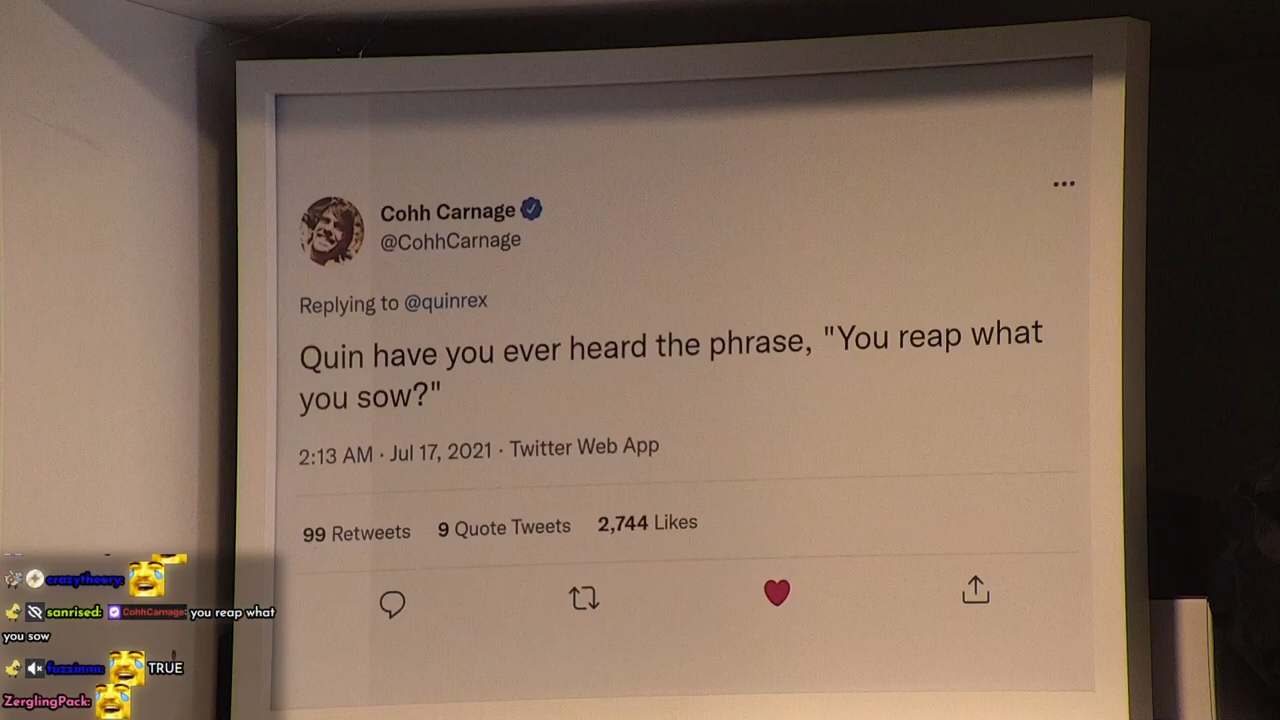 ...
Cohh Carnage
@CohhCarnage
Replying to @quinrex
Quin have you ever heard the phrase, "You reap what
you sow?"
2:13 AM · Jul 17, 2021 · Twitter Web App
99 Retweets 9 Quote Tweets 2,744 Likes
crazytheory:
sanrised: CohhCarnage: you reap what
you sow
TRUE
ZerglingPack: